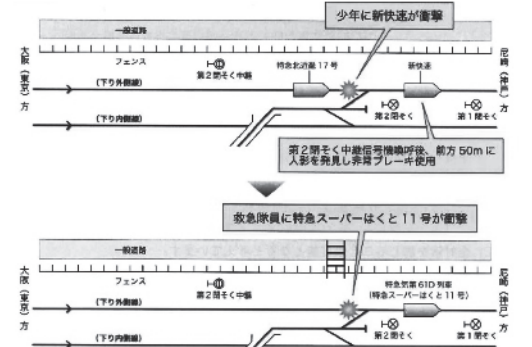 少年に新快速が衝撃
一般道路
大阪(東京)方
尼崎(神戸)方
フェンス
第2閉そく中継
特急北近畿17号
新快速
(下り外側線)
(下り内側線)
第2閉そく
第1閉そく
第2閉そく中継信号機喚呼後、前方50mに
人影を発見し非常ブレーキ使用
救急隊員に特急スーパーはくと11号が衝撃
一般道路
大阪(東京)方
尼崎(神戸)方
フェンス
第2閉そく中継
特急気第61D列車
(特急スーパーはくと11号)
(下り外側線)
(下り内側線)
第2閉そく
第1閉そく